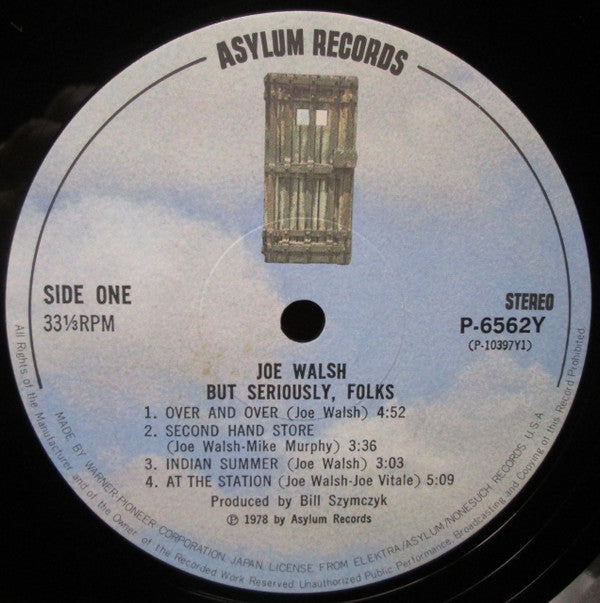 ASYLUM RECORDS
SIDE ONE
33⅓RPM
STEREO
P-6562Y
(P-10397Y1)
JOE WALSH
BUT SERIOUSLY, FOLKS
1. OVER AND OVER (Joe Walsh) 4:52
2. SECOND HAND STORE
(Joe Walsh-Mike Murphy) 3:36
3. INDIAN SUMMER (Joe Walsh) 3:03
4. AT THE STATION (Joe Walsh-Joe Vitale) 5:09
Produced by Bill Szymczyk
℗ 1978 by Asylum Records
MADE BY WARNER-PIONEER CORPORATION, JAPAN. LICENSE FROM ELEKTRA/ASYLUM/NONESUCH RECORDS, U.S.A.
All Rights of the Manufacturer and of the Owner of the Recorded Work Reserved. Unauthorized Public Performance, Broadcasting and Copying of this Record Prohibited.